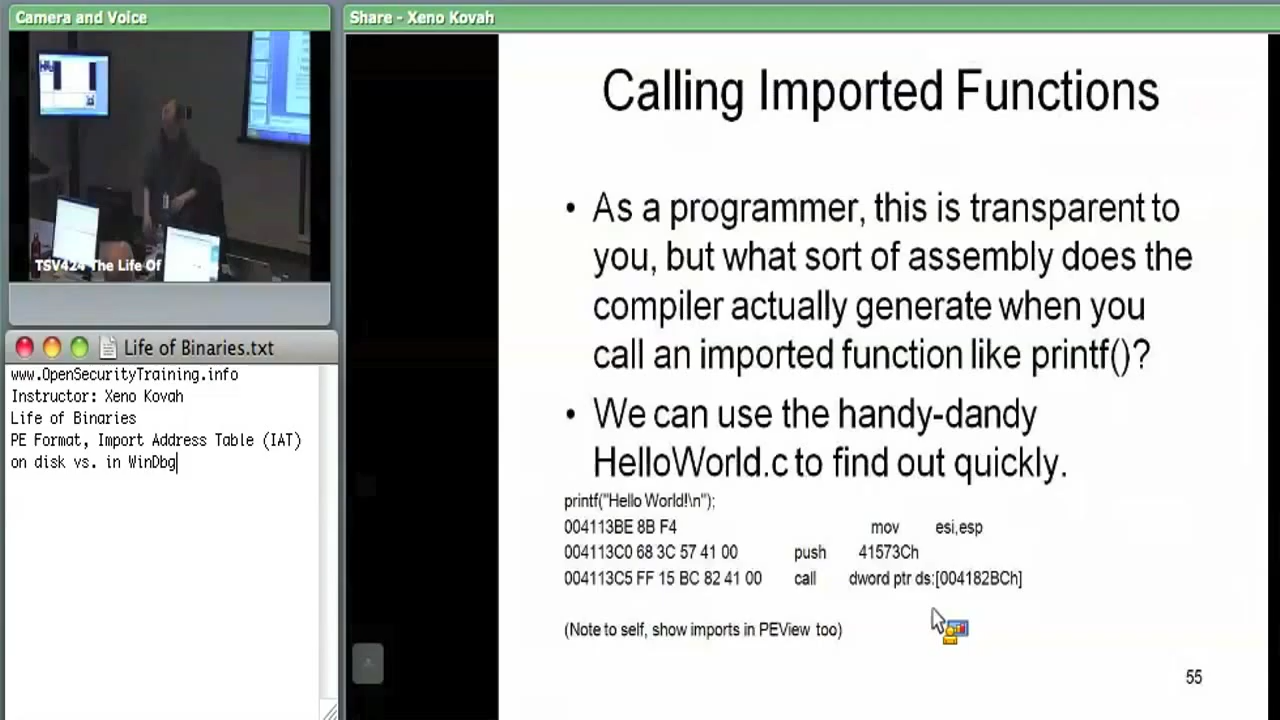 Camera and Voice
TSV424 The Life Of
Life of Binaries.txt
www.OpenSecurityTraining.info
Instructor: Xeno Kovah
Life of Binaries
PE Format, Import Address Table (IAT)
on disk vs. in WinDbg
Share - Xeno Kovah
Calling Imported Functions
• As a programmer, this is transparent to
you, but what sort of assembly does the
compiler actually generate when you
call an imported function like printf()?
• We can use the handy-dandy
HelloWorld.c to find out quickly.
printf("Hello World!\n");
004113BE 8B F4 mov esi,esp
004113C0 68 3C 57 41 00 push 41573Ch
004113C5 FF 15 BC 82 41 00 call dword ptr ds:[004182BCh]
(Note to self, show imports in PEView too)
55